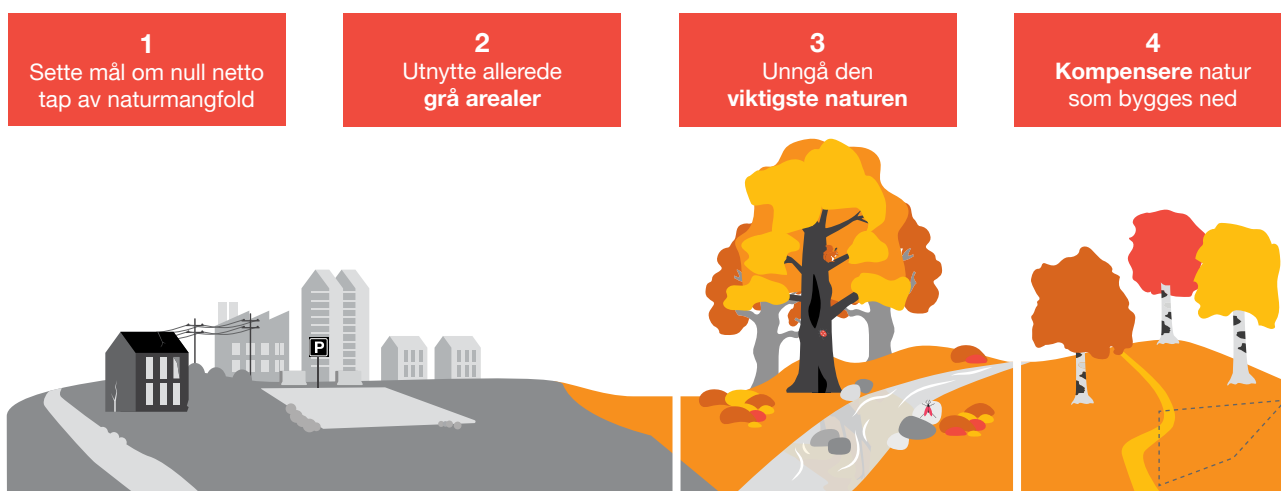 1
Sette mål om null netto
tap av naturmangfold
2
Utnytte allerede
grå arealer
3
Unngå den
viktigste naturen
4
Kompensere natur
som bygges ned
P